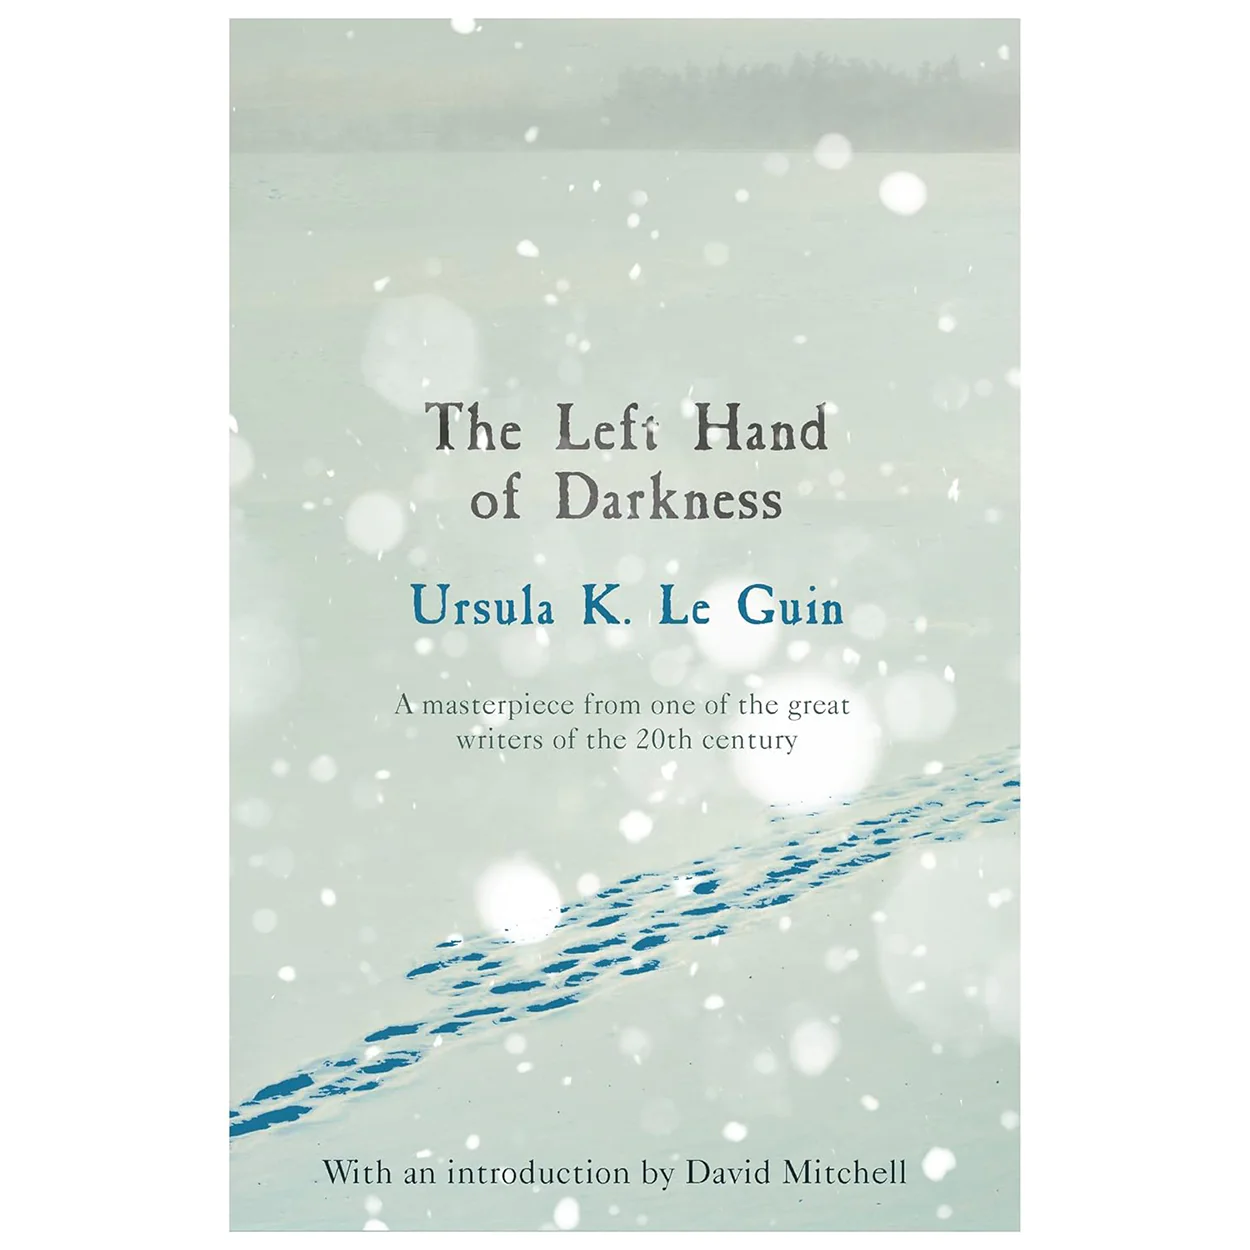 The Left Hand
of Darkness
Ursula K. Le Guin
A masterpiece from one of the great
writers of the 20th century
With an introduction by David Mitchell